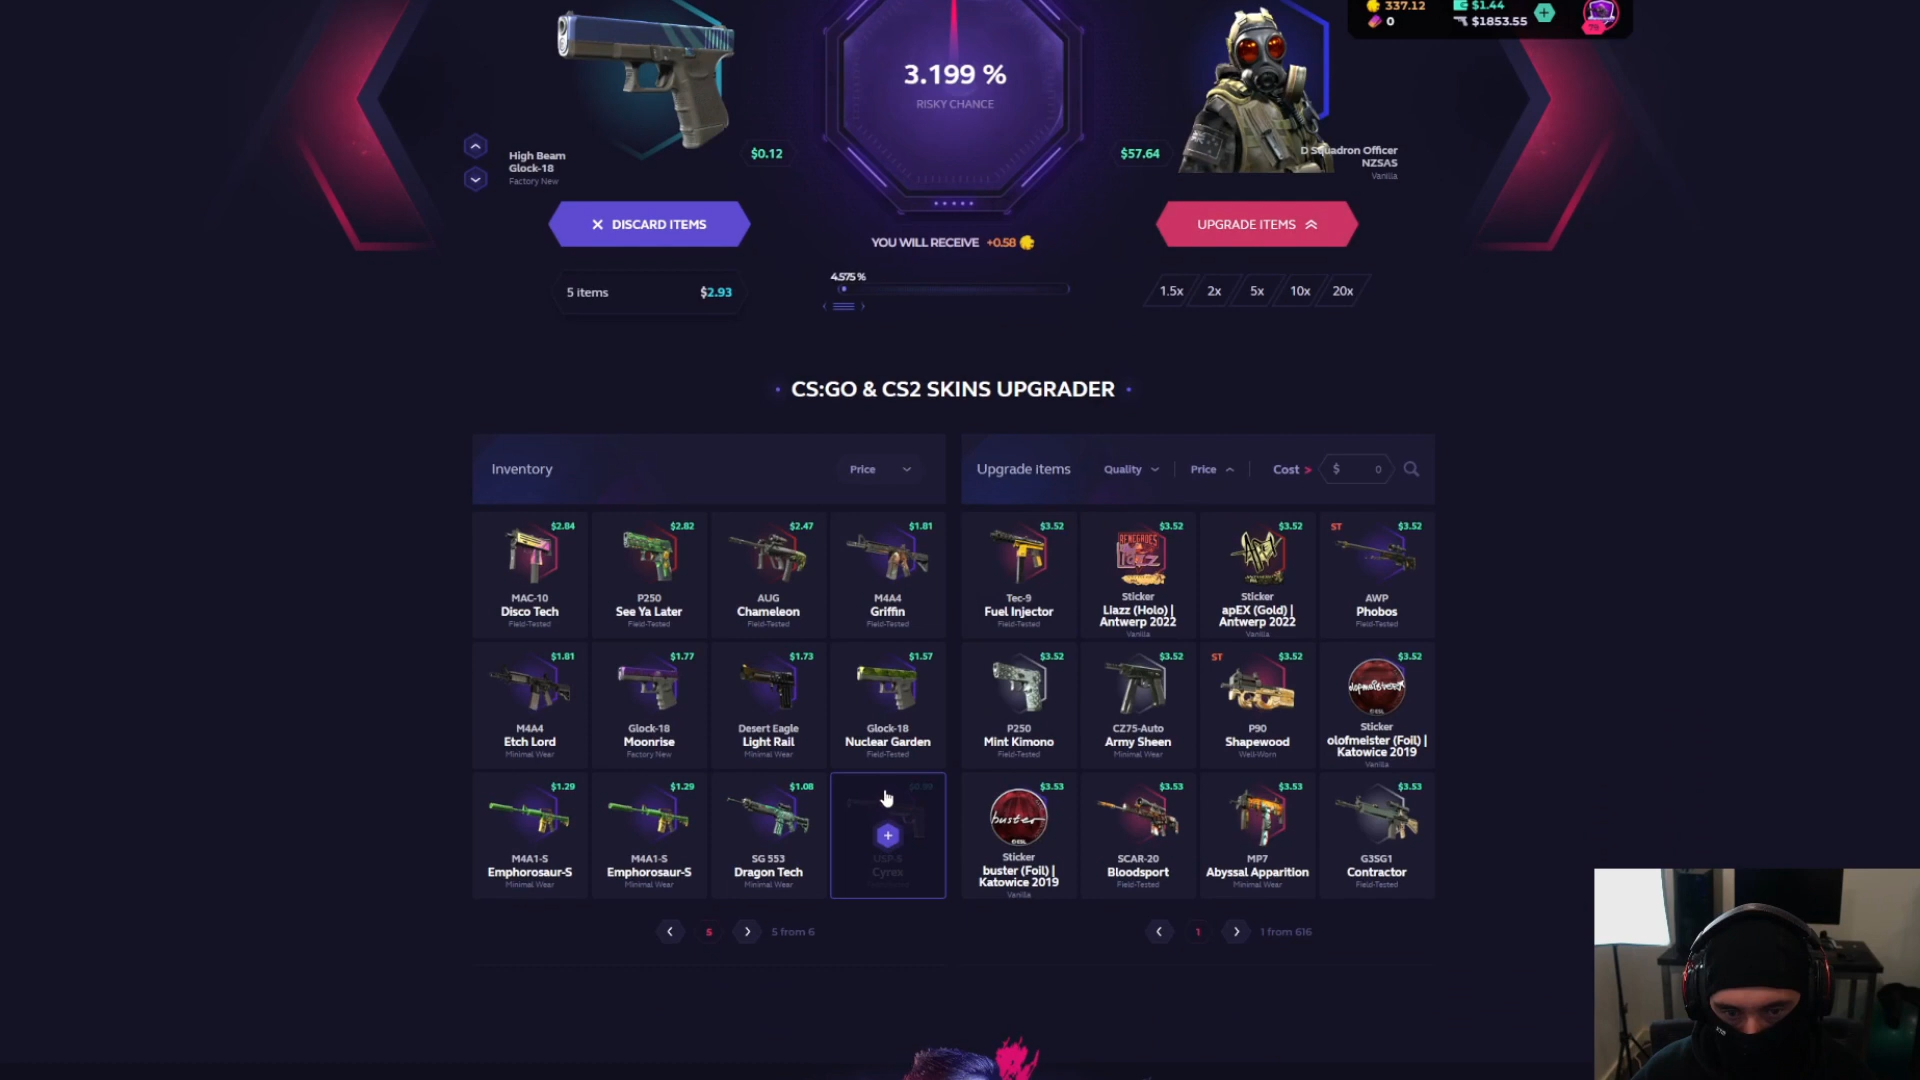 337.12
$1.44
0
$1853.55
3.199 %
RISKY CHANCE
High Beam
Glock-18
Factory New
$0.12
$57.64
D Squadron Officer
NZSAS
Vanilla
DISCARD ITEMS
UPGRADE ITEMS
YOU WILL RECEIVE +0.58
5 items $2.93
4.575 %
1.5x 2x 5x 10x 20x
CS:GO & CS2 SKINS UPGRADER
Inventory
Price
Upgrade items
Quality
Price
Cost >
$ 0
$2.84
MAC-10
Disco Tech
Field-Tested
$2.82
P250
See Ya Later
Field-Tested
$2.47
AUG
Chameleon
Field-Tested
$1.81
M4A4
Griffin
Field-Tested
$3.52
Tec-9
Fuel Injector
Field-Tested
$3.52
Sticker
Llazz (Holo) |
Antwerp 2022
Vanilla
$3.52
Sticker
apEX (Gold) |
Antwerp 2022
Vanilla
ST $3.52
AWP
Phobos
Field-Tested
$1.81
M4A4
Etch Lord
Minimal Wear
$1.77
Glock-18
Moonrise
Factory New
$1.73
Desert Eagle
Light Rail
Minimal Wear
$1.57
Glock-18
Nuclear Garden
Field-Tested
$3.52
P250
Mint Kimono
Field-Tested
$3.52
CZ75-Auto
Army Sheen
Minimal Wear
ST $3.52
P90
Shapewood
Well-Worn
$3.52
Sticker
olofmeister (Foil) |
Katowice 2019
Vanilla
$1.29
M4A1-S
Emphorosaur-S
Minimal Wear
$1.29
M4A1-S
Emphorosaur-S
Minimal Wear
$1.08
SG 553
Dragon Tech
Minimal Wear
USP-S
Cyrex
$3.53
buster
Sticker
buster (Foil) |
Katowice 2019
Vanilla
$3.53
SCAR-20
Bloodsport
Field-Tested
$3.53
MP7
Abyssal Apparition
Minimal Wear
$3.53
G3SG1
Contractor
Field-Tested
5
5 from 6
1
1 from 616